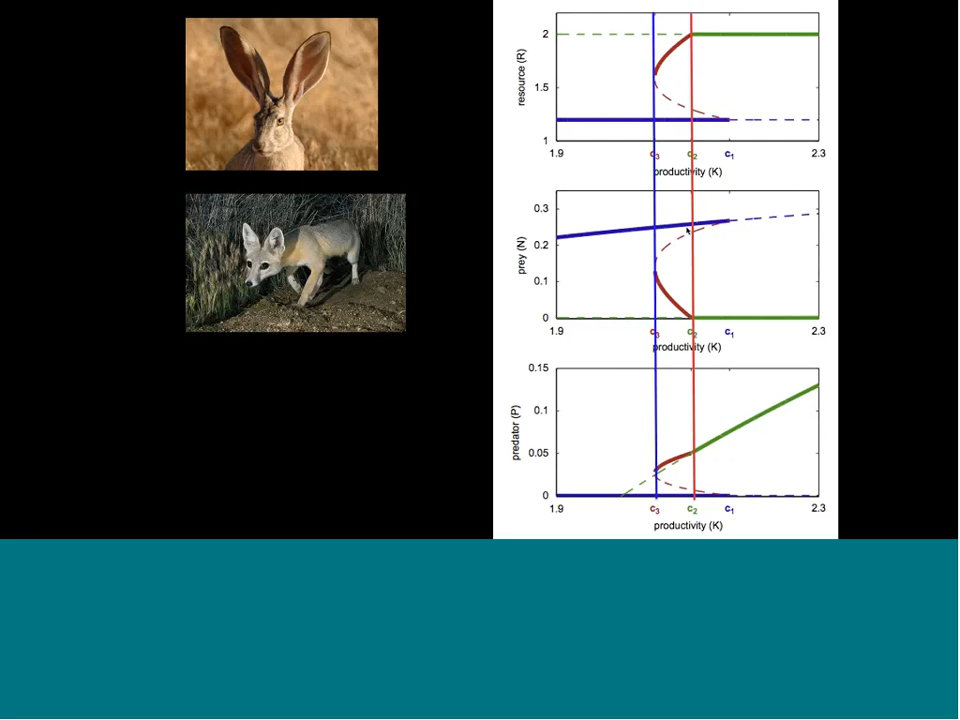 2
resource (R)
1.5
1
1.9
c3
c2
c1
2.3
productivity (K)
0.3
prey (N)
0.2
0.1
0
1.9
c3
c2
c1
2.3
productivity (K)
0.15
0.1
predator (P)
0.05
0
1.9
c3
c2
c1
2.3
productivity (K)